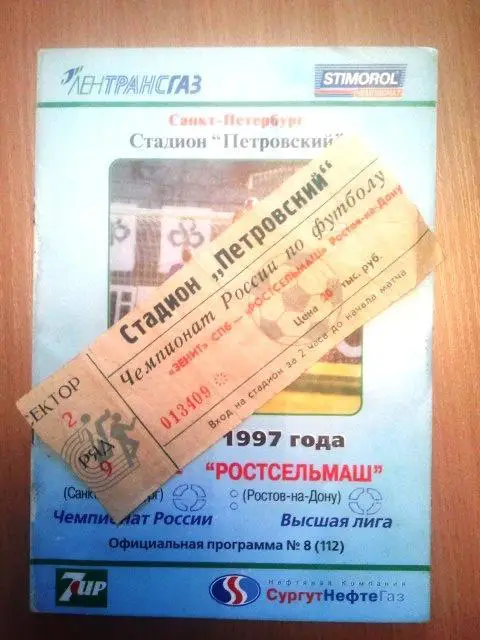 ЛЕНТРАНСГАЗ
STIMOROL
Санкт-Петербург
Стадион "Петровский"
Стадион „Петровский"
Чемпионат России по футболу
«ЗЕНИТ» СПб — «РОСТСЕЛЬМАШ» Ростов-на-Дону
013409
Цена 20 тыс. руб.
Вход на стадион за 2 часа до начала матча
СЕКТОР
2
РЯД
9
1997 года
"РОСТСЕЛЬМАШ"
(Ростов-на-Дону)
Чемпионат России
Высшая лига
Официальная программа № 8 (112)
7UP
Нефтяная Компания
СургутНефтеГаз